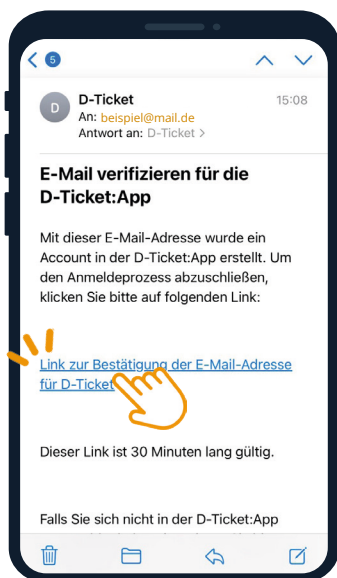 5
D
D-Ticket
15:08
An: beispiel@mail.de
Antwort an: D-Ticket >
E-Mail verifizieren für die
D-Ticket:App
Mit dieser E-Mail-Adresse wurde ein
Account in der D-Ticket:App erstellt. Um
den Anmeldeprozess abzuschließen,
klicken Sie bitte auf folgenden Link:
Link zur Bestätigung der E-Mail-Adresse
für D-Ticket
Dieser Link ist 30 Minuten lang gültig.
Falls Sie sich nicht in der D-Ticket:App